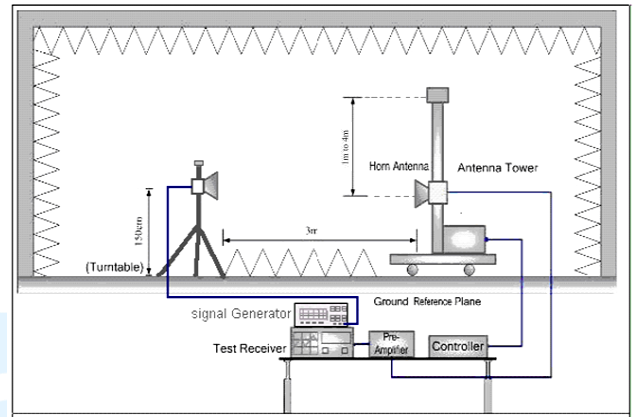 1m to 4m
Horn Antenna
Antenna Tower
150cm
3m
(Turntable)
Ground Reference Plane
signal Generator
Test Receiver
Pre-
Amplifier
Controller